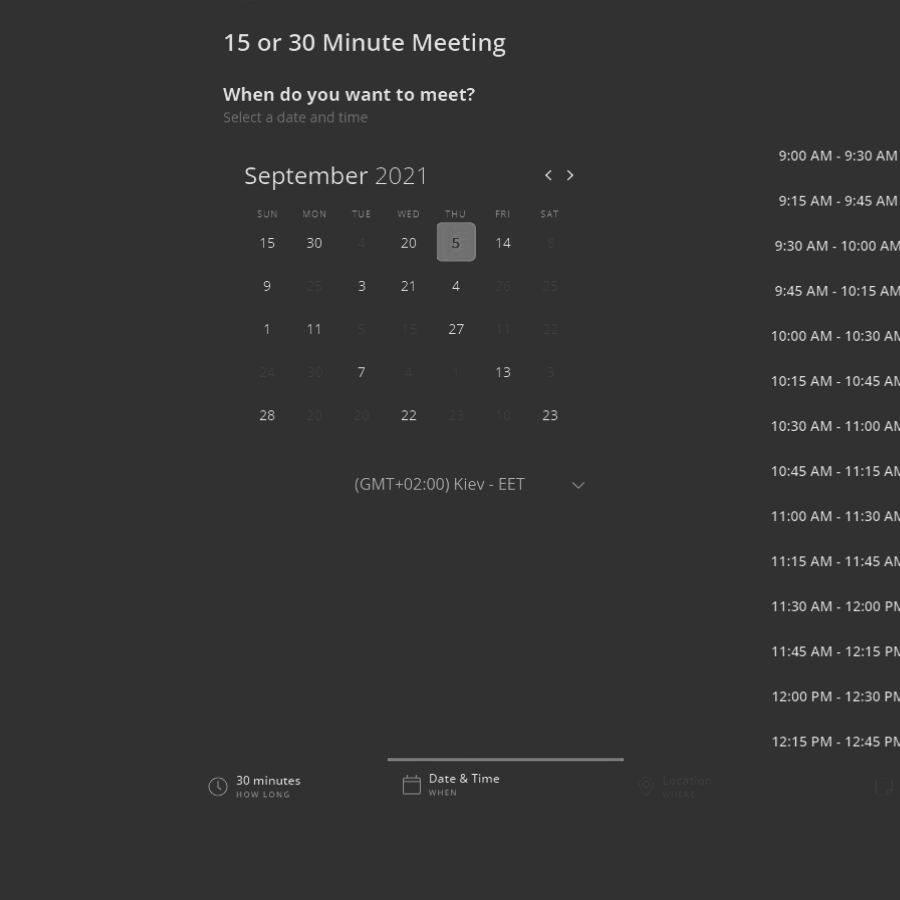 15 or 30 Minute Meeting
When do you want to meet?
Select a date and time
September 2021
SUN MON TUE WED THU FRI SAT
15 30 4 20 5 14 8
9 25 3 21 4 26 25
1 11 5 15 27 11 22
24 30 7 4 1 13 3
28 20 20 22 23 10 23
(GMT+02:00) Kiev - EET
9:00 AM - 9:30 AM
9:15 AM - 9:45 AM
9:30 AM - 10:00 AM
9:45 AM - 10:15 AM
10:00 AM - 10:30 AM
10:15 AM - 10:45 AM
10:30 AM - 11:00 AM
10:45 AM - 11:15 AM
11:00 AM - 11:30 AM
11:15 AM - 11:45 AM
11:30 AM - 12:00 PM
11:45 AM - 12:15 PM
12:00 PM - 12:30 PM
12:15 PM - 12:45 PM
30 minutes
HOW LONG
Date & Time
WHEN
Location
WHERE